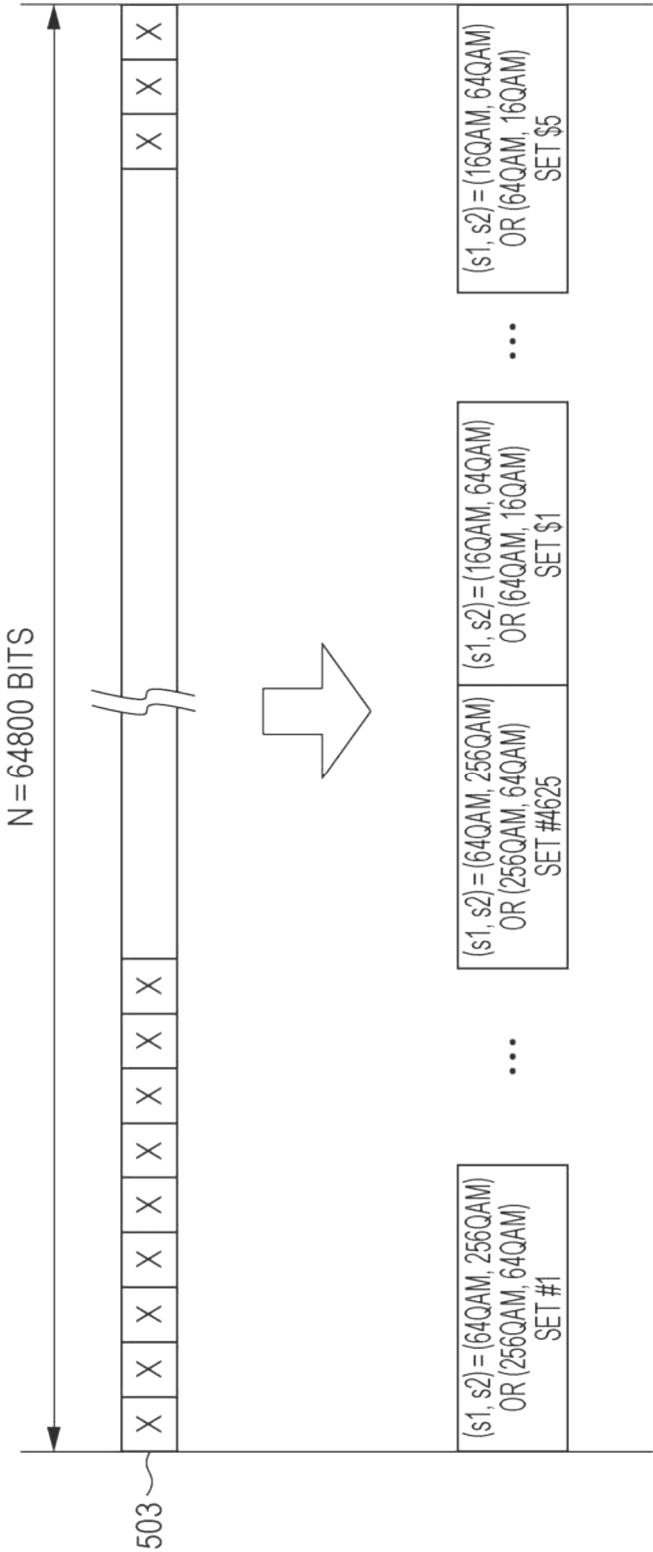 N = 64800 BITS
503
X X X X X X X X X X X X
(s1, s2) = (64QAM, 256QAM)
OR (256QAM, 64QAM)
SET #1
...
(s1, s2) = (64QAM, 256QAM)
OR (256QAM, 64QAM)
SET #4625
(s1, s2) = (16QAM, 64QAM)
OR (64QAM, 16QAM)
SET $1
...
(s1, s2) = (16QAM, 64QAM)
OR (64QAM, 16QAM)
SET $5